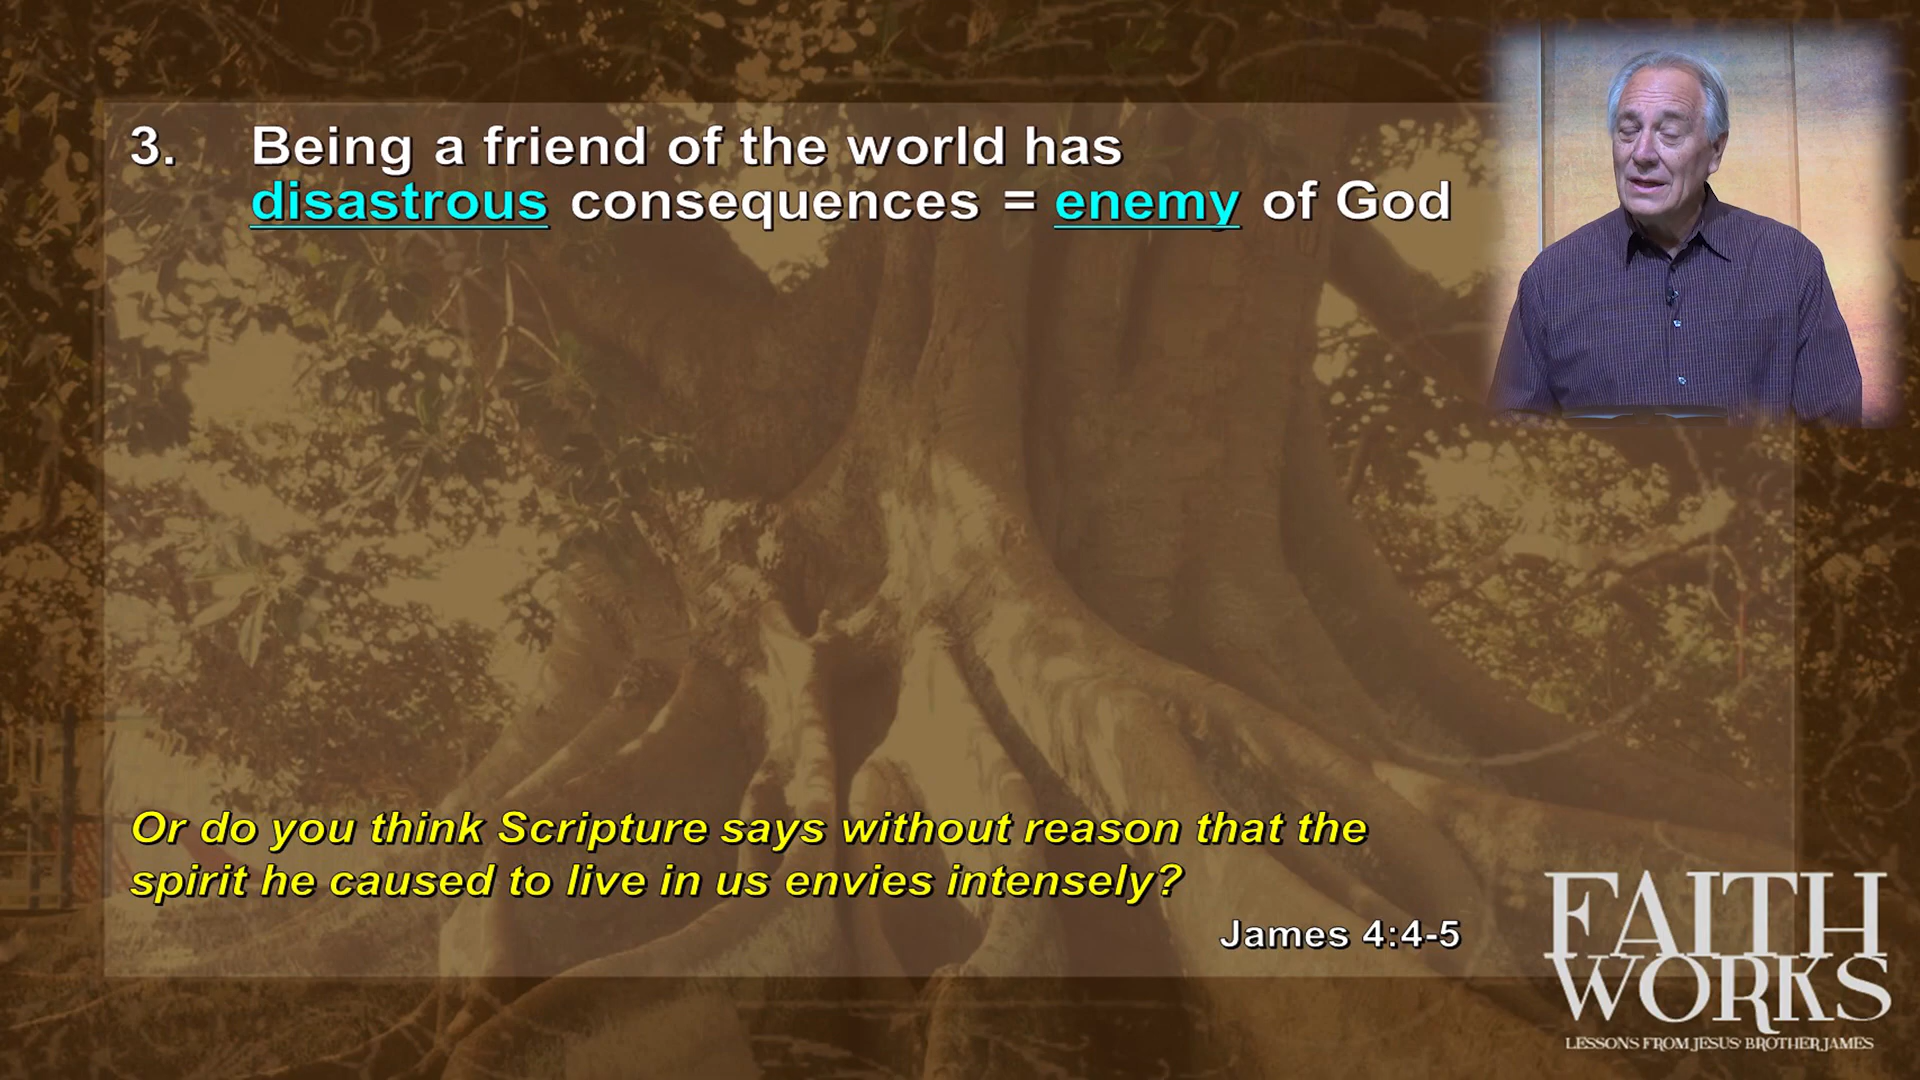 3. Being a friend of the world has
disastrous consequences = enemy of God
Or do you think Scripture says without reason that the
spirit he caused to live in us envies intensely?
James 4:4-5
FAITH
WORKS
LESSONS FROM JESUS' BROTHER JAMES